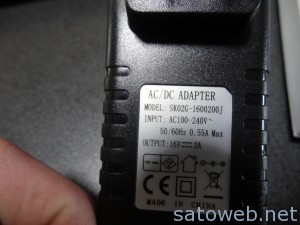 AC/DC ADAPTER
MODEL: SK02G-1600200J
INPUT: AC100-240V~
50/60Hz 0.55A Max
OUTPUT: 16V⎓2A
CE
MADE IN CHINA
satoweb.net